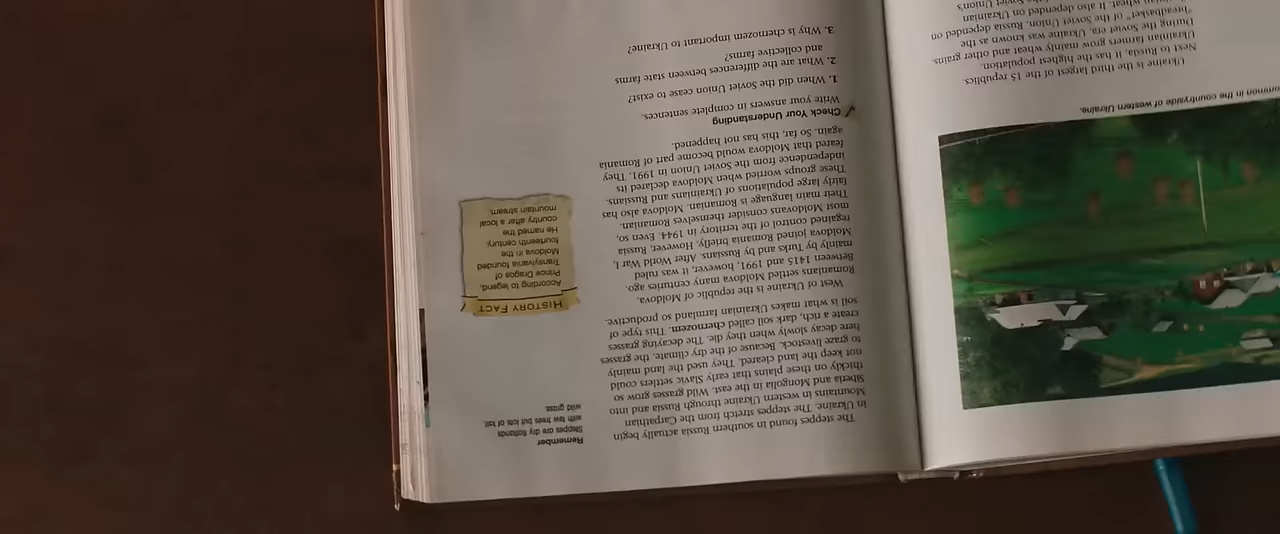 Ukraine is the third largest of the 15 republics.
Next to Russia, it has the highest population.
Ukrainian farmers grow mainly wheat and other grains.
During the Soviet era, Ukraine was known as the
"breadbasket" of the Soviet Union. Russia depended on
wheat. It also depended on Ukrainian
Soviet Union's
common in the countryside of western Ukraine.
The steppes found in southern Russia actually begin
in Ukraine. The steppes stretch from the Carpathian
Mountains in western Ukraine through Russia and into
Siberia and Mongolia in the east. Wild grasses grow so
thickly on these plains that early Slavic settlers could
not keep the land cleared. They used the land mainly
to graze livestock. Because of the dry climate, the grasses
here decay slowly when they die. The decaying grasses
create a rich, dark soil called chernozem. This type of
soil is what makes Ukrainian farmland so productive.
West of Ukraine is the republic of Moldova.
Romanians settled Moldova many centuries ago.
Between 1415 and 1991, however, it was ruled
mainly by Turks and by Russians. After World War I,
Moldova joined Romania briefly. However, Russia
regained control of the territory in 1944. Even so,
most Moldovans consider themselves Romanian.
Their main language is Romanian. Moldova also has
fairly large populations of Ukrainians and Russians.
These groups worried when Moldova declared its
independence from the Soviet Union in 1991. They
feared that Moldova would become part of Romania
again. So far, this has not happened.
Check Your Understanding
Write your answers in complete sentences.
1. When did the Soviet Union cease to exist?
2. What are the differences between state farms
and collective farms?
3. Why is chernozem important to Ukraine?
Remember
Steppes are dry flatlands
with few trees but lots of tall
wild grass.
HISTORY FACT
According to legend,
Prince Dragos of
Transylvania founded
Moldova in the
fourteenth century.
He named the
country after a local
mountain stream.